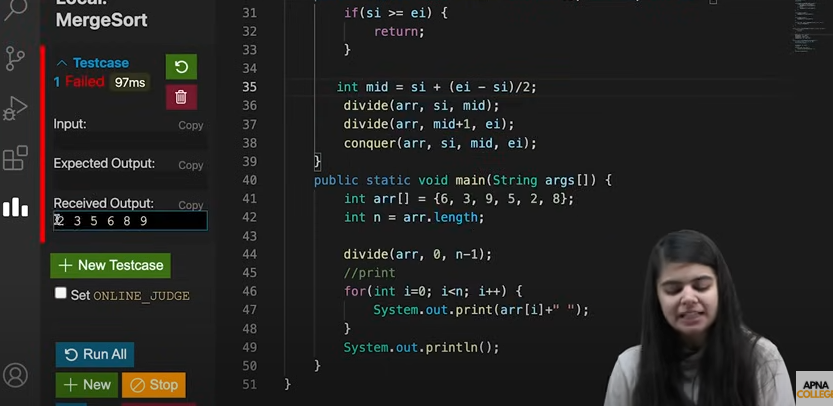 Local:
MergeSort
Testcase
1 Failed 97ms
Input:
Copy
Expected Output:
Copy
Received Output:
Copy
2 3 5 6 8 9
+ New Testcase
Set ONLINE_JUDGE
Run All
+ New
Stop
31 if(si >= ei) {
32 return;
33 }
34
35 int mid = si + (ei - si)/2;
36 divide(arr, si, mid);
37 divide(arr, mid+1, ei);
38 conquer(arr, si, mid, ei);
39 }
40 public static void main(String args[]) {
41 int arr[] = {6, 3, 9, 5, 2, 8};
42 int n = arr.length;
43
44 divide(arr, 0, n-1);
45 //print
46 for(int i=0; i<n; i++) {
47 System.out.print(arr[i]+" ");
48 }
49 System.out.println();
50 }
51 }
APNA
COLLEGE